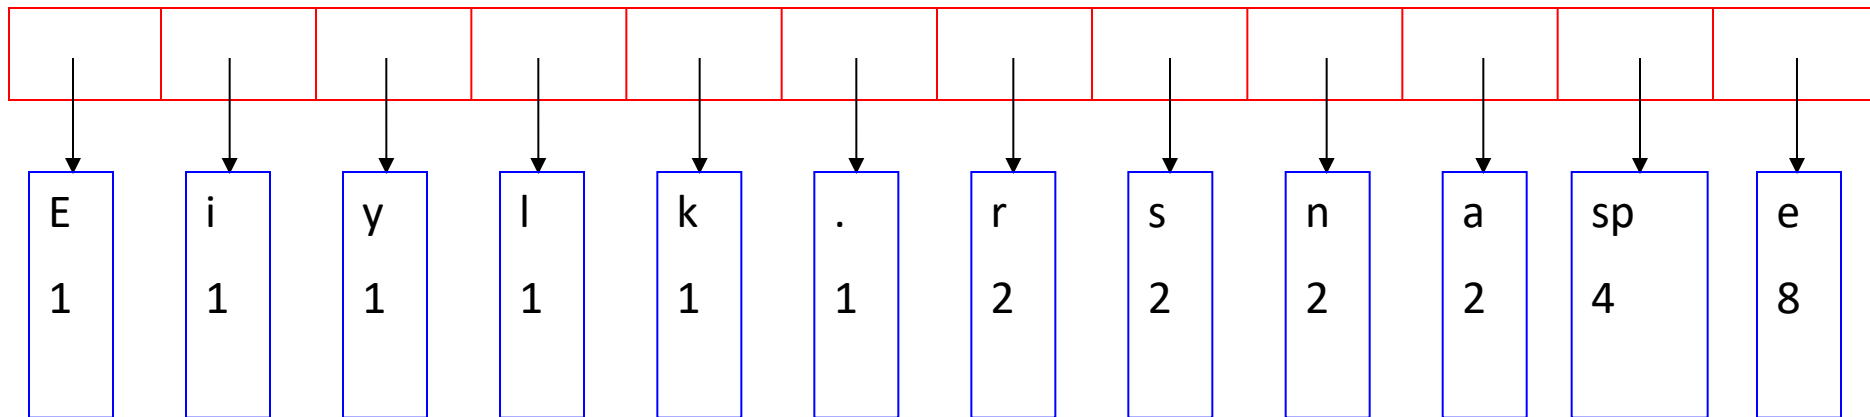 E i y l k . r s n a sp e
1 1 1 1 1 1 2 2 2 2 4 8